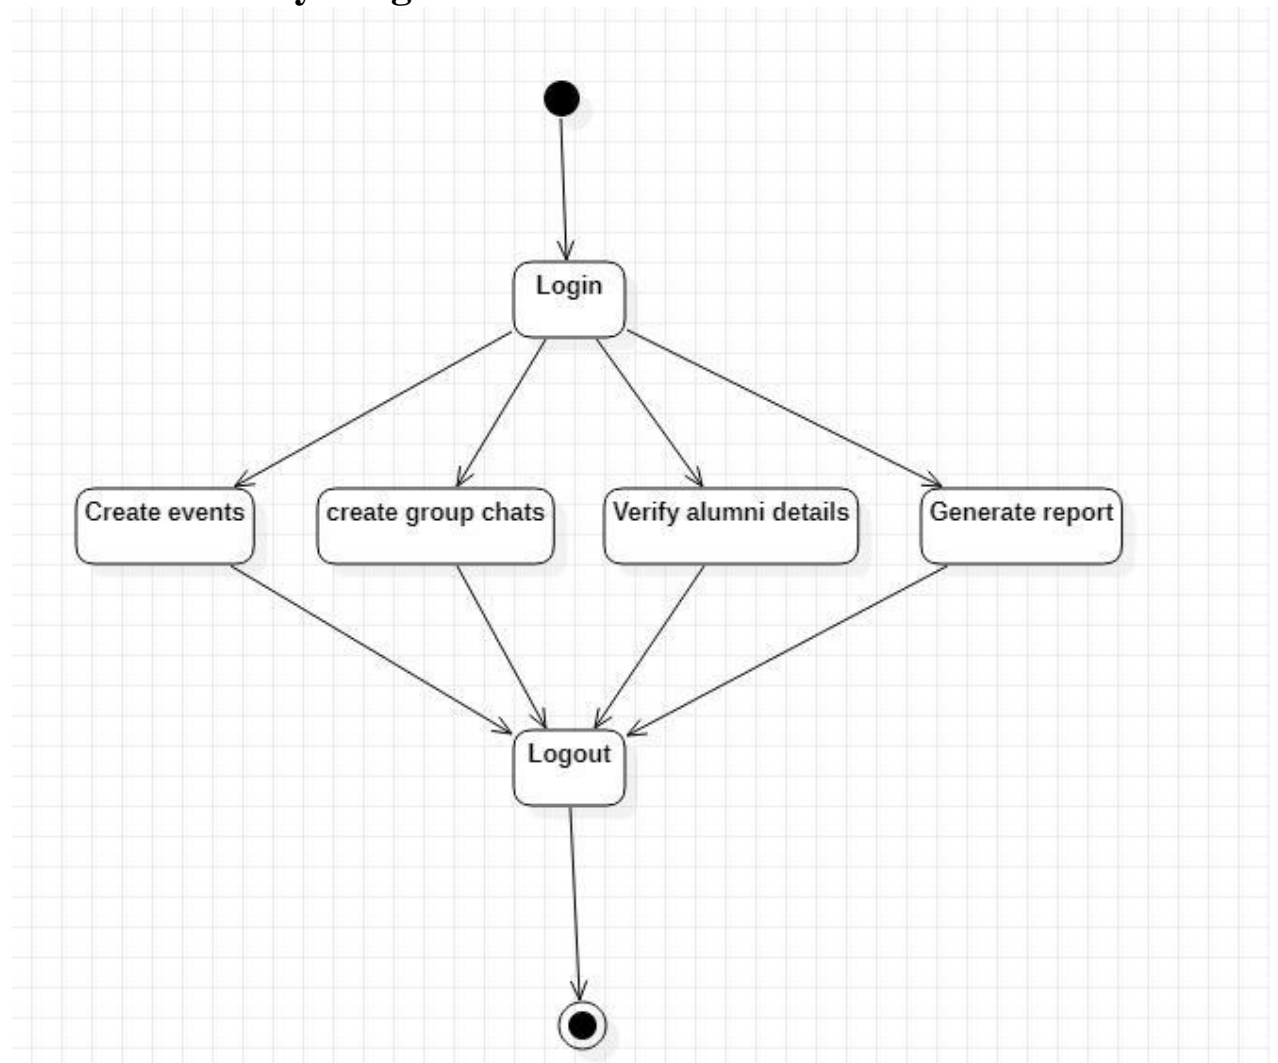 Login
Create events
create group chats
Verify alumni details
Generate report
Logout